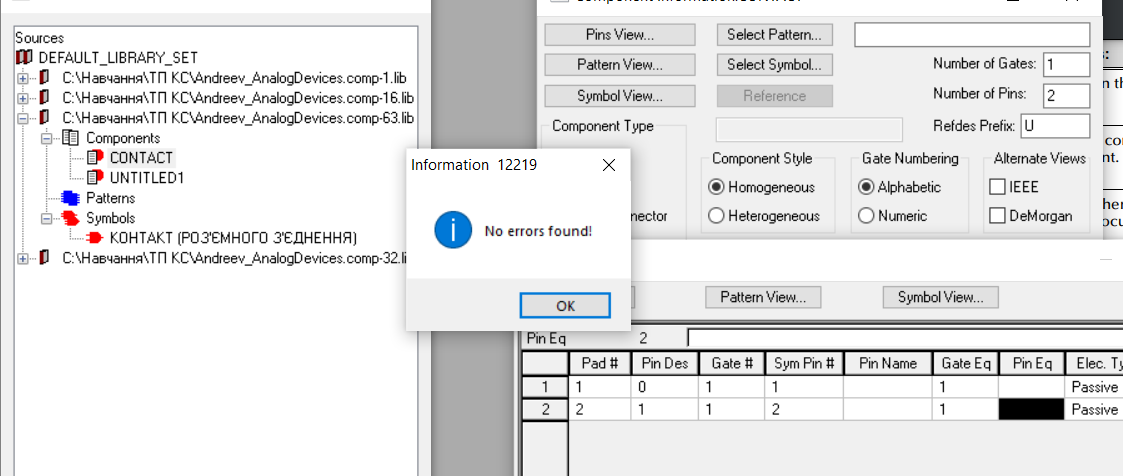 Sources
DEFAULT_LIBRARY_SET
C:\Навчання\ТП КС\Andreev_AnalogDevices.comp-1.lib
C:\Навчання\ТП КС\Andreev_AnalogDevices.comp-16.lib
C:\Навчання\ТП КС\Andreev_AnalogDevices.comp-63.lib
Components
CONTACT
UNTITLED1
Patterns
Symbols
КОНТАКТ (РОЗ'ЄМНОГО З'ЄДНЕННЯ)
C:\Навчання\ТП КС\Andreev_AnalogDevices.comp-32.li
Information 12219
No errors found!
OK
Pins View... Select Pattern...
Pattern View... Select Symbol... Number of Gates: 1
Symbol View... Reference Number of Pins: 2
Component Type Refdes Prefix: U
Component Style Gate Numbering Alternate Views
Homogeneous Alphabetic IEEE
nector Heterogeneous Numeric DeMorgan
Pattern View... Symbol View...
Pin Eq 2
Pad # Pin Des Gate # Sym Pin # Pin Name Gate Eq Pin Eq Elec. Ty
1 1 0 1 1 1 Passive
2 2 1 1 2 1 Passive